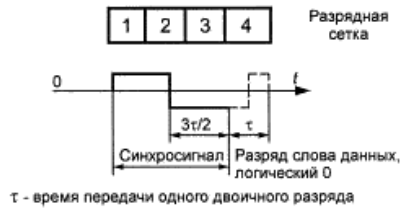 1 2 3 4 Разрядная
сетка
0 t
3τ/2 τ
Синхросигнал Разряд слова данных,
логический 0
τ - время передачи одного двоичного разряда